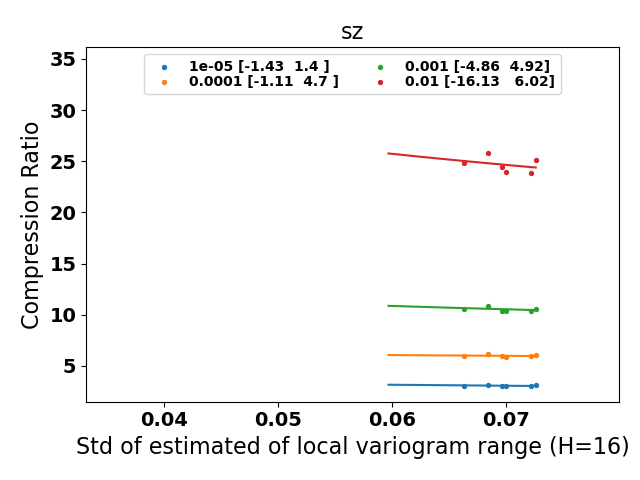 sz
1e-05 [-1.43  1.4 ]
0.0001 [-1.11  4.7 ]
0.001 [-4.86  4.92]
0.01 [-16.13   6.02]
Compression Ratio
35
30
25
20
15
10
5
0.04 0.05 0.06 0.07
Std of estimated of local variogram range (H=16)